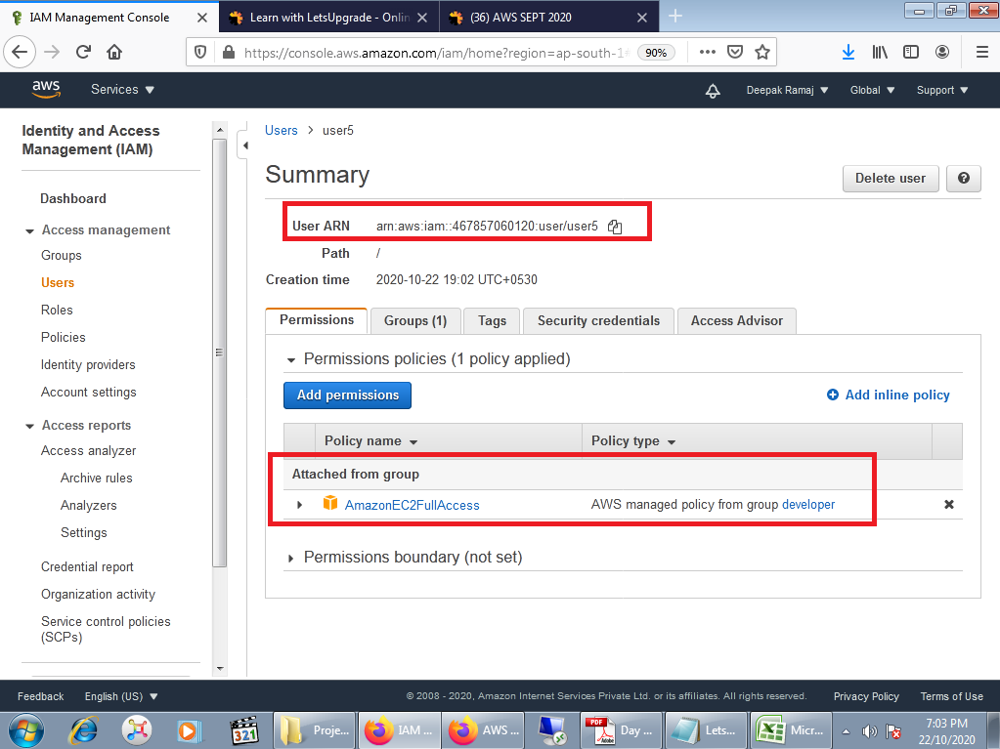 IAM Management Console
Learn with LetsUpgrade - Onlin
(36) AWS SEPT 2020
https://console.aws.amazon.com/iam/home?region=ap-south-1#
90%
aws
Services
Deepak Ramaj
Global
Support
Identity and Access
Management (IAM)
Dashboard
Access management
Groups
Users
Roles
Policies
Identity providers
Account settings
Access reports
Access analyzer
Archive rules
Analyzers
Settings
Credential report
Organization activity
Service control policies
(SCPs)
Users > user5
Summary
Delete user
?
User ARN arn:aws:iam::467857060120:user/user5
Path /
Creation time 2020-10-22 19:02 UTC+0530
Permissions
Groups (1)
Tags
Security credentials
Access Advisor
Permissions policies (1 policy applied)
Add permissions
Add inline policy
Policy name
Policy type
Attached from group
AmazonEC2FullAccess
AWS managed policy from group developer
Permissions boundary (not set)
Feedback
English (US)
© 2008 - 2020, Amazon Internet Services Private Ltd. or its affiliates. All rights reserved.
Privacy Policy
Terms of Use
321
Proje...
IAM ...
AWS ...
PDF
Adobe
Day ...
Lets...
Micr...
7:03 PM
22/10/2020